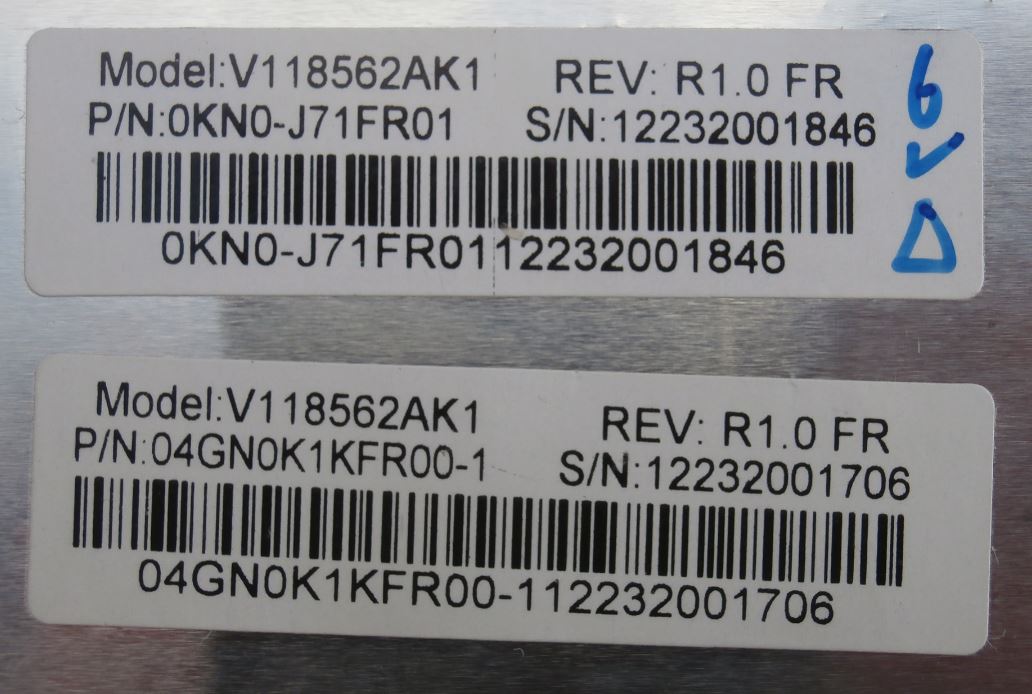 Model:V118562AK1 REV: R1.0 FR
P/N:0KN0-J71FR01 S/N:12232001846
0KN0-J71FR0112232001846
6
Model:V118562AK1 REV: R1.0 FR
P/N:04GN0K1KFR00-1 S/N:12232001706
04GN0K1KFR00-112232001706